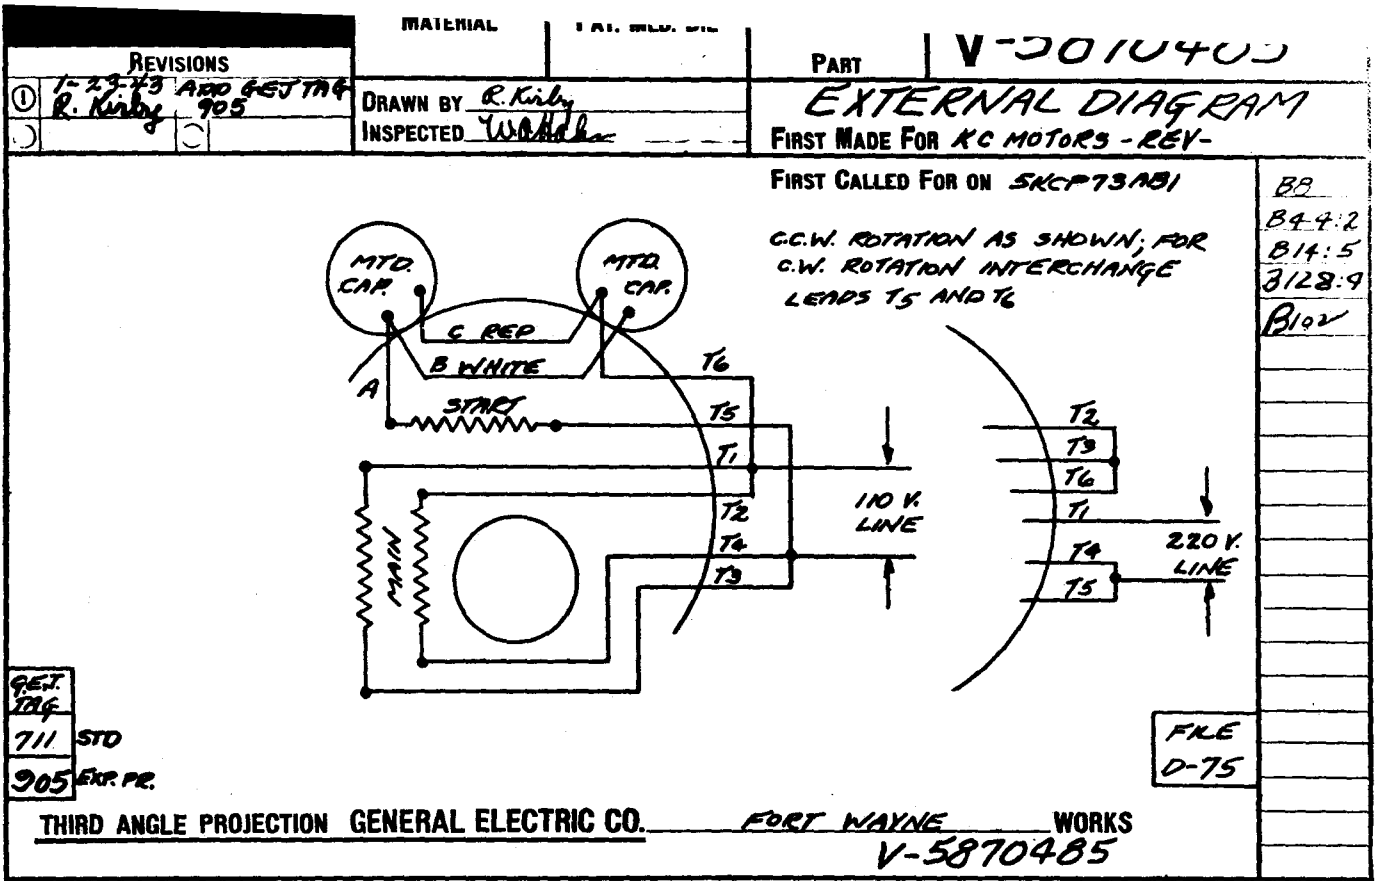 MATERIAL
PART
V-5870485
REVISIONS
1-23-43 ADD GEJ TAG
R. Kirby 905
DRAWN BY R. Kirby
INSPECTED
EXTERNAL DIAGRAM
FIRST MADE FOR KC MOTORS -REV-
FIRST CALLED FOR ON 5KCP73AB1
C.C.W. ROTATION AS SHOWN; FOR
C.W. ROTATION INTERCHANGE
LEADS T5 AND T6
B8
B44:2
B14:5
B128:9
B102
MTD.
CAP.
MTD.
CAP.
C RED
B WHITE
A
START
MAIN
T6
T5
T1
T2
T4
T3
110 V.
LINE
T2
T3
T6
T1
T4
T5
220 V.
LINE
G.E.J.
TAG
711 STD
905 EXP. PR.
FILE
D-75
THIRD ANGLE PROJECTION GENERAL ELECTRIC CO. FORT WAYNE WORKS
V-5870485